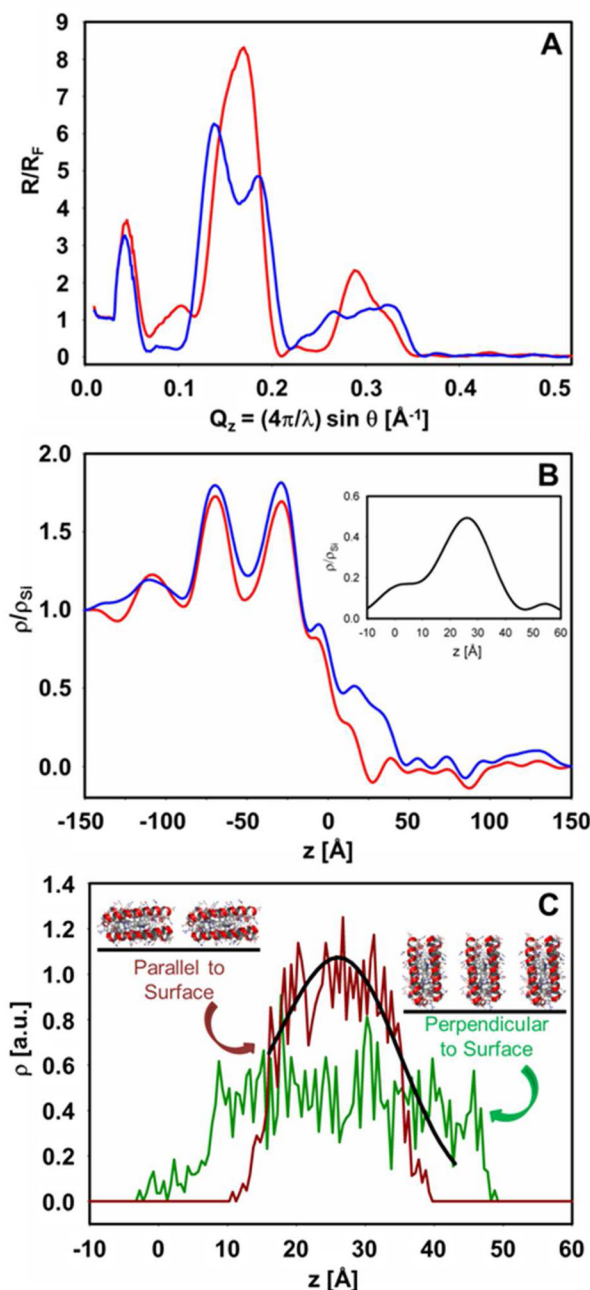 A
9
8
7
6
5
4
3
2
1
0
R/R_F
0.0 0.1 0.2 0.3 0.4 0.5
Q_z = (4π/λ) sin θ [Å⁻¹]
B
2.0
1.5
1.0
0.5
0.0
ρ/ρ_Si
-150 -100 -50 0 50 100 150
z [Å]
0.6
0.4
0.2
0.0
ρ/ρ_Si
-10 0 10 20 30 40 50 60
z [Å]
C
1.4
1.2
1.0
0.8
0.6
0.4
0.2
0.0
ρ [a.u.]
Parallel to
Surface
Perpendicular
to Surface
-10 0 10 20 30 40 50 60
z [Å]